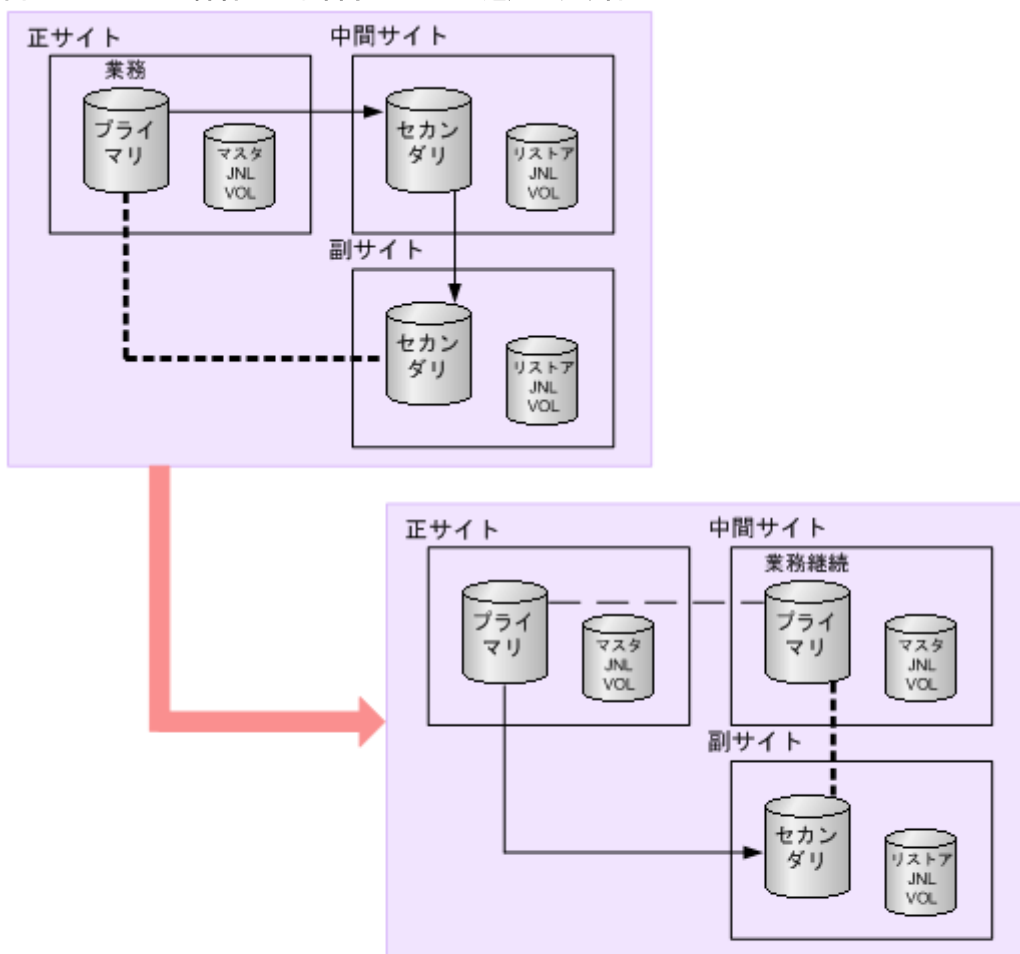 正サイト
中間サイト
業務
プライ
マリ
マスタ
JNL
VOL
セカン
ダリ
リストア
JNL
VOL
副サイト
セカン
ダリ
リストア
JNL
VOL
正サイト
中間サイト
業務継続
プライ
マリ
マスタ
JNL
VOL
プライ
マリ
マスタ
JNL
VOL
副サイト
セカン
ダリ
リストア
JNL
VOL